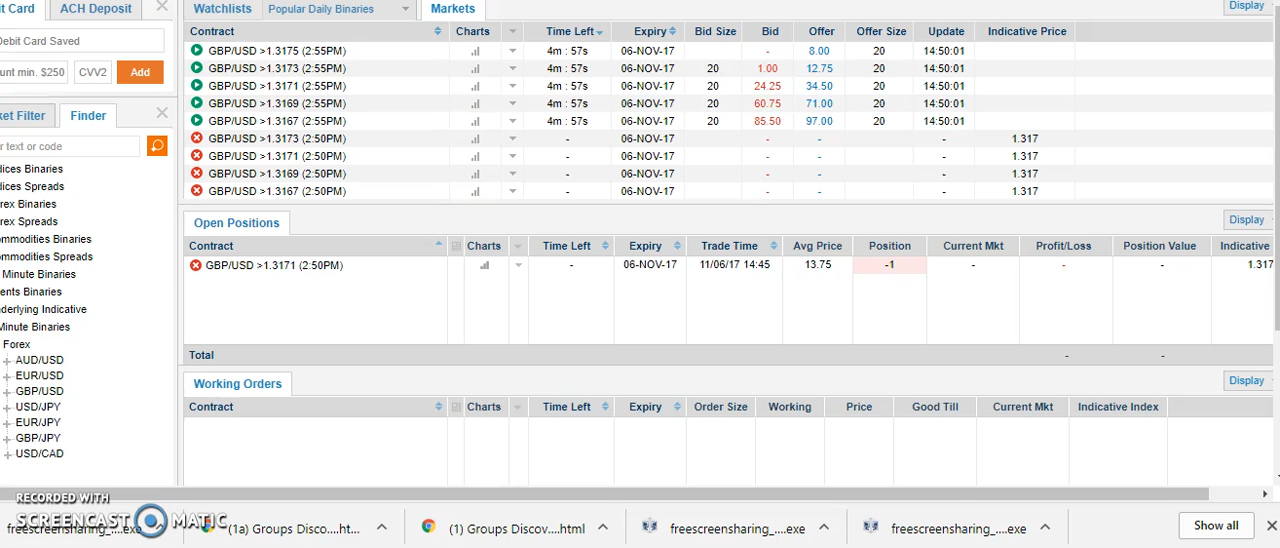 it Card ACH Deposit Watchlists Popular Daily Binaries Markets Display
Debit Card Saved
unt min. $250 CVV2 Add
Contract Charts Time Left Expiry Bid Size Bid Offer Offer Size Update Indicative Price
GBP/USD >1.3175 (2:55PM) 4m : 57s 06-NOV-17 - 8.00 20 14:50:01
GBP/USD >1.3173 (2:55PM) 4m : 57s 06-NOV-17 20 1.00 12.75 20 14:50:01
GBP/USD >1.3171 (2:55PM) 4m : 57s 06-NOV-17 20 24.25 34.50 20 14:50:01
GBP/USD >1.3169 (2:55PM) 4m : 57s 06-NOV-17 20 60.75 71.00 20 14:50:01
GBP/USD >1.3167 (2:55PM) 4m : 57s 06-NOV-17 20 85.50 97.00 20 14:50:01
GBP/USD >1.3173 (2:50PM) - 06-NOV-17 - - - 1.317
GBP/USD >1.3171 (2:50PM) - 06-NOV-17 - - - 1.317
GBP/USD >1.3169 (2:50PM) - 06-NOV-17 - - - 1.317
GBP/USD >1.3167 (2:50PM) - 06-NOV-17 - - - 1.317
ket Filter Finder
r text or code
dices Binaries
dices Spreads
rex Binaries
rex Spreads
ommodities Binaries
ommodities Spreads
Minute Binaries
ents Binaries
nderlying Indicative
Minute Binaries
Forex
AUD/USD
EUR/USD
GBP/USD
USD/JPY
EUR/JPY
GBP/JPY
USD/CAD
Open Positions Display
Contract Charts Time Left Expiry Trade Time Avg Price Position Current Mkt Profit/Loss Position Value Indicative
GBP/USD >1.3171 (2:50PM) - 06-NOV-17 11/06/17 14:45 13.75 -1 - - - 1.317
Total - -
Working Orders Display
Contract Charts Time Left Expiry Order Size Working Price Good Till Current Mkt Indicative Index
RECORDED WITH
SCREENCAST MATIC
freescreensharing_....exe (1a) Groups Disco....ht... (1) Groups Discov....html freescreensharing_....exe freescreensharing_....exe Show all